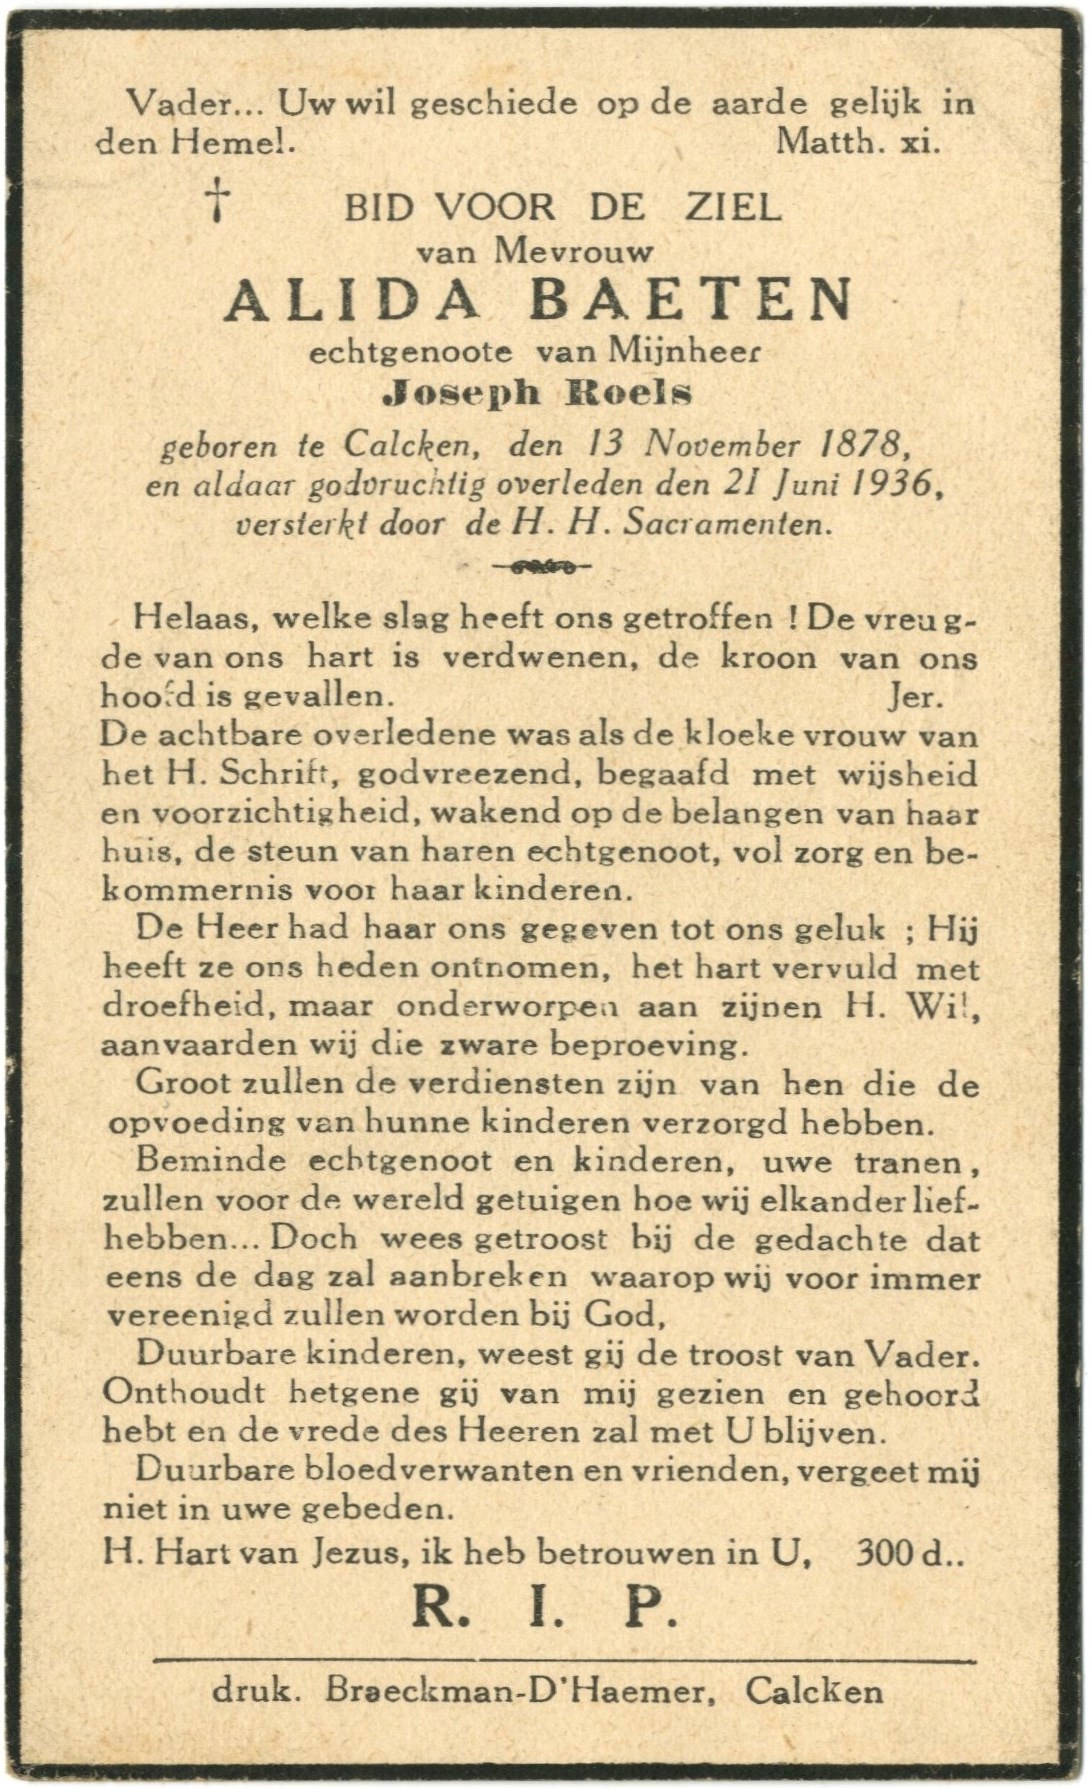 Vader... Uw wil geschiede op de aarde gelijk in
den Hemel. Matth. xi.
† BID VOOR DE ZIEL
van Mevrouw
ALIDA BAETEN
echtgenoote van Mijnheer
Joseph Roels
geboren te Calcken, den 13 November 1878,
en aldaar godvruchtig overleden den 21 Juni 1936,
versterkt door de H. H. Sacramenten.
Helaas, welke slag heeft ons getroffen ! De vreug-
de van ons hart is verdwenen, de kroon van ons
hoofd is gevallen. Jer.
De achtbare overledene was als de kloeke vrouw van
het H. Schrift, godvreezend, begaafd met wijsheid
en voorzichtigheid, wakend op de belangen van haar
huis, de steun van haren echtgenoot, vol zorg en be-
kommernis voor haar kinderen.
De Heer had haar ons gegeven tot ons geluk ; Hij
heeft ze ons heden ontnomen, het hart vervuld met
droefheid, maar onderworpen aan zijnen H. Wil,
aanvaarden wij die zware beproeving.
Groot zullen de verdiensten zijn van hen die de
opvoeding van hunne kinderen verzorgd hebben.
Beminde echtgenoot en kinderen, uwe tranen,
zullen voor de wereld getuigen hoe wij elkander lief-
hebben... Doch wees getroost bij de gedachte dat
eens de dag zal aanbreken waarop wij voor immer
vereenigd zullen worden bij God,
Duurbare kinderen, weest gij de troost van Vader.
Onthoudt hetgene gij van mij gezien en gehoord
hebt en de vrede des Heeren zal met U blijven.
Duurbare bloedverwanten en vrienden, vergeet mij
niet in uwe gebeden.
H. Hart van Jezus, ik heb betrouwen in U, 300 d..
R. I. P.
druk. Braeckman-D'Haemer, Calcken